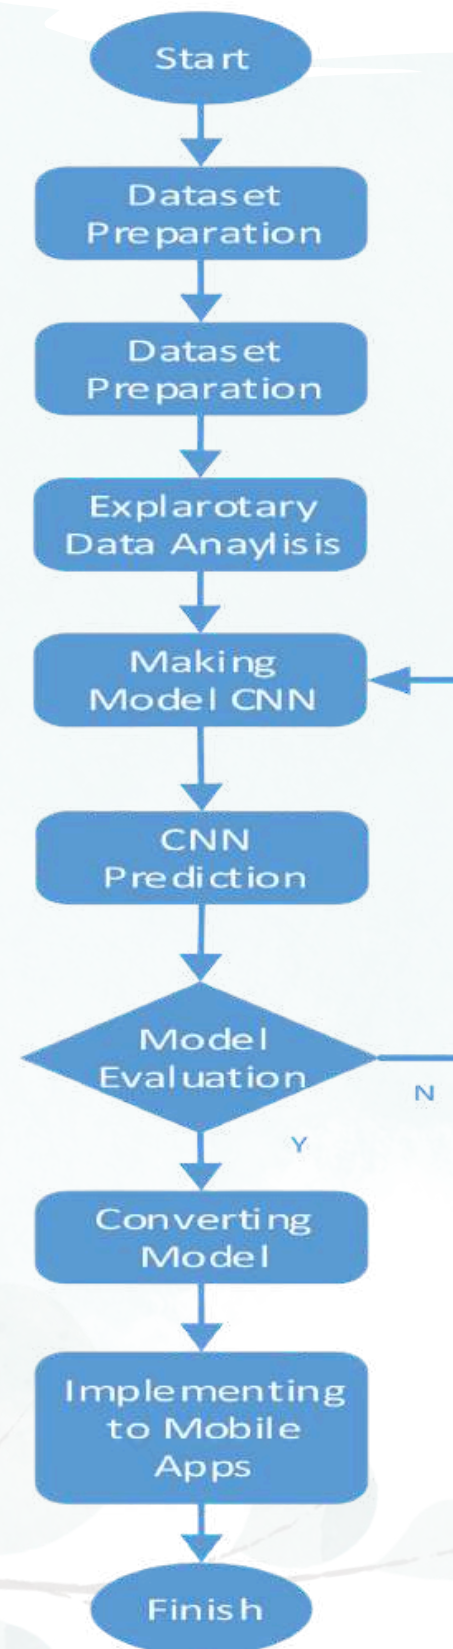 Start
Dataset
Preparation
Dataset
Preparation
Explarotary
Data Anaylisis
Making
Model CNN
CNN
Prediction
Model
Evaluation
N
Y
Converting
Model
Implementing
to Mobile
Apps
Finish